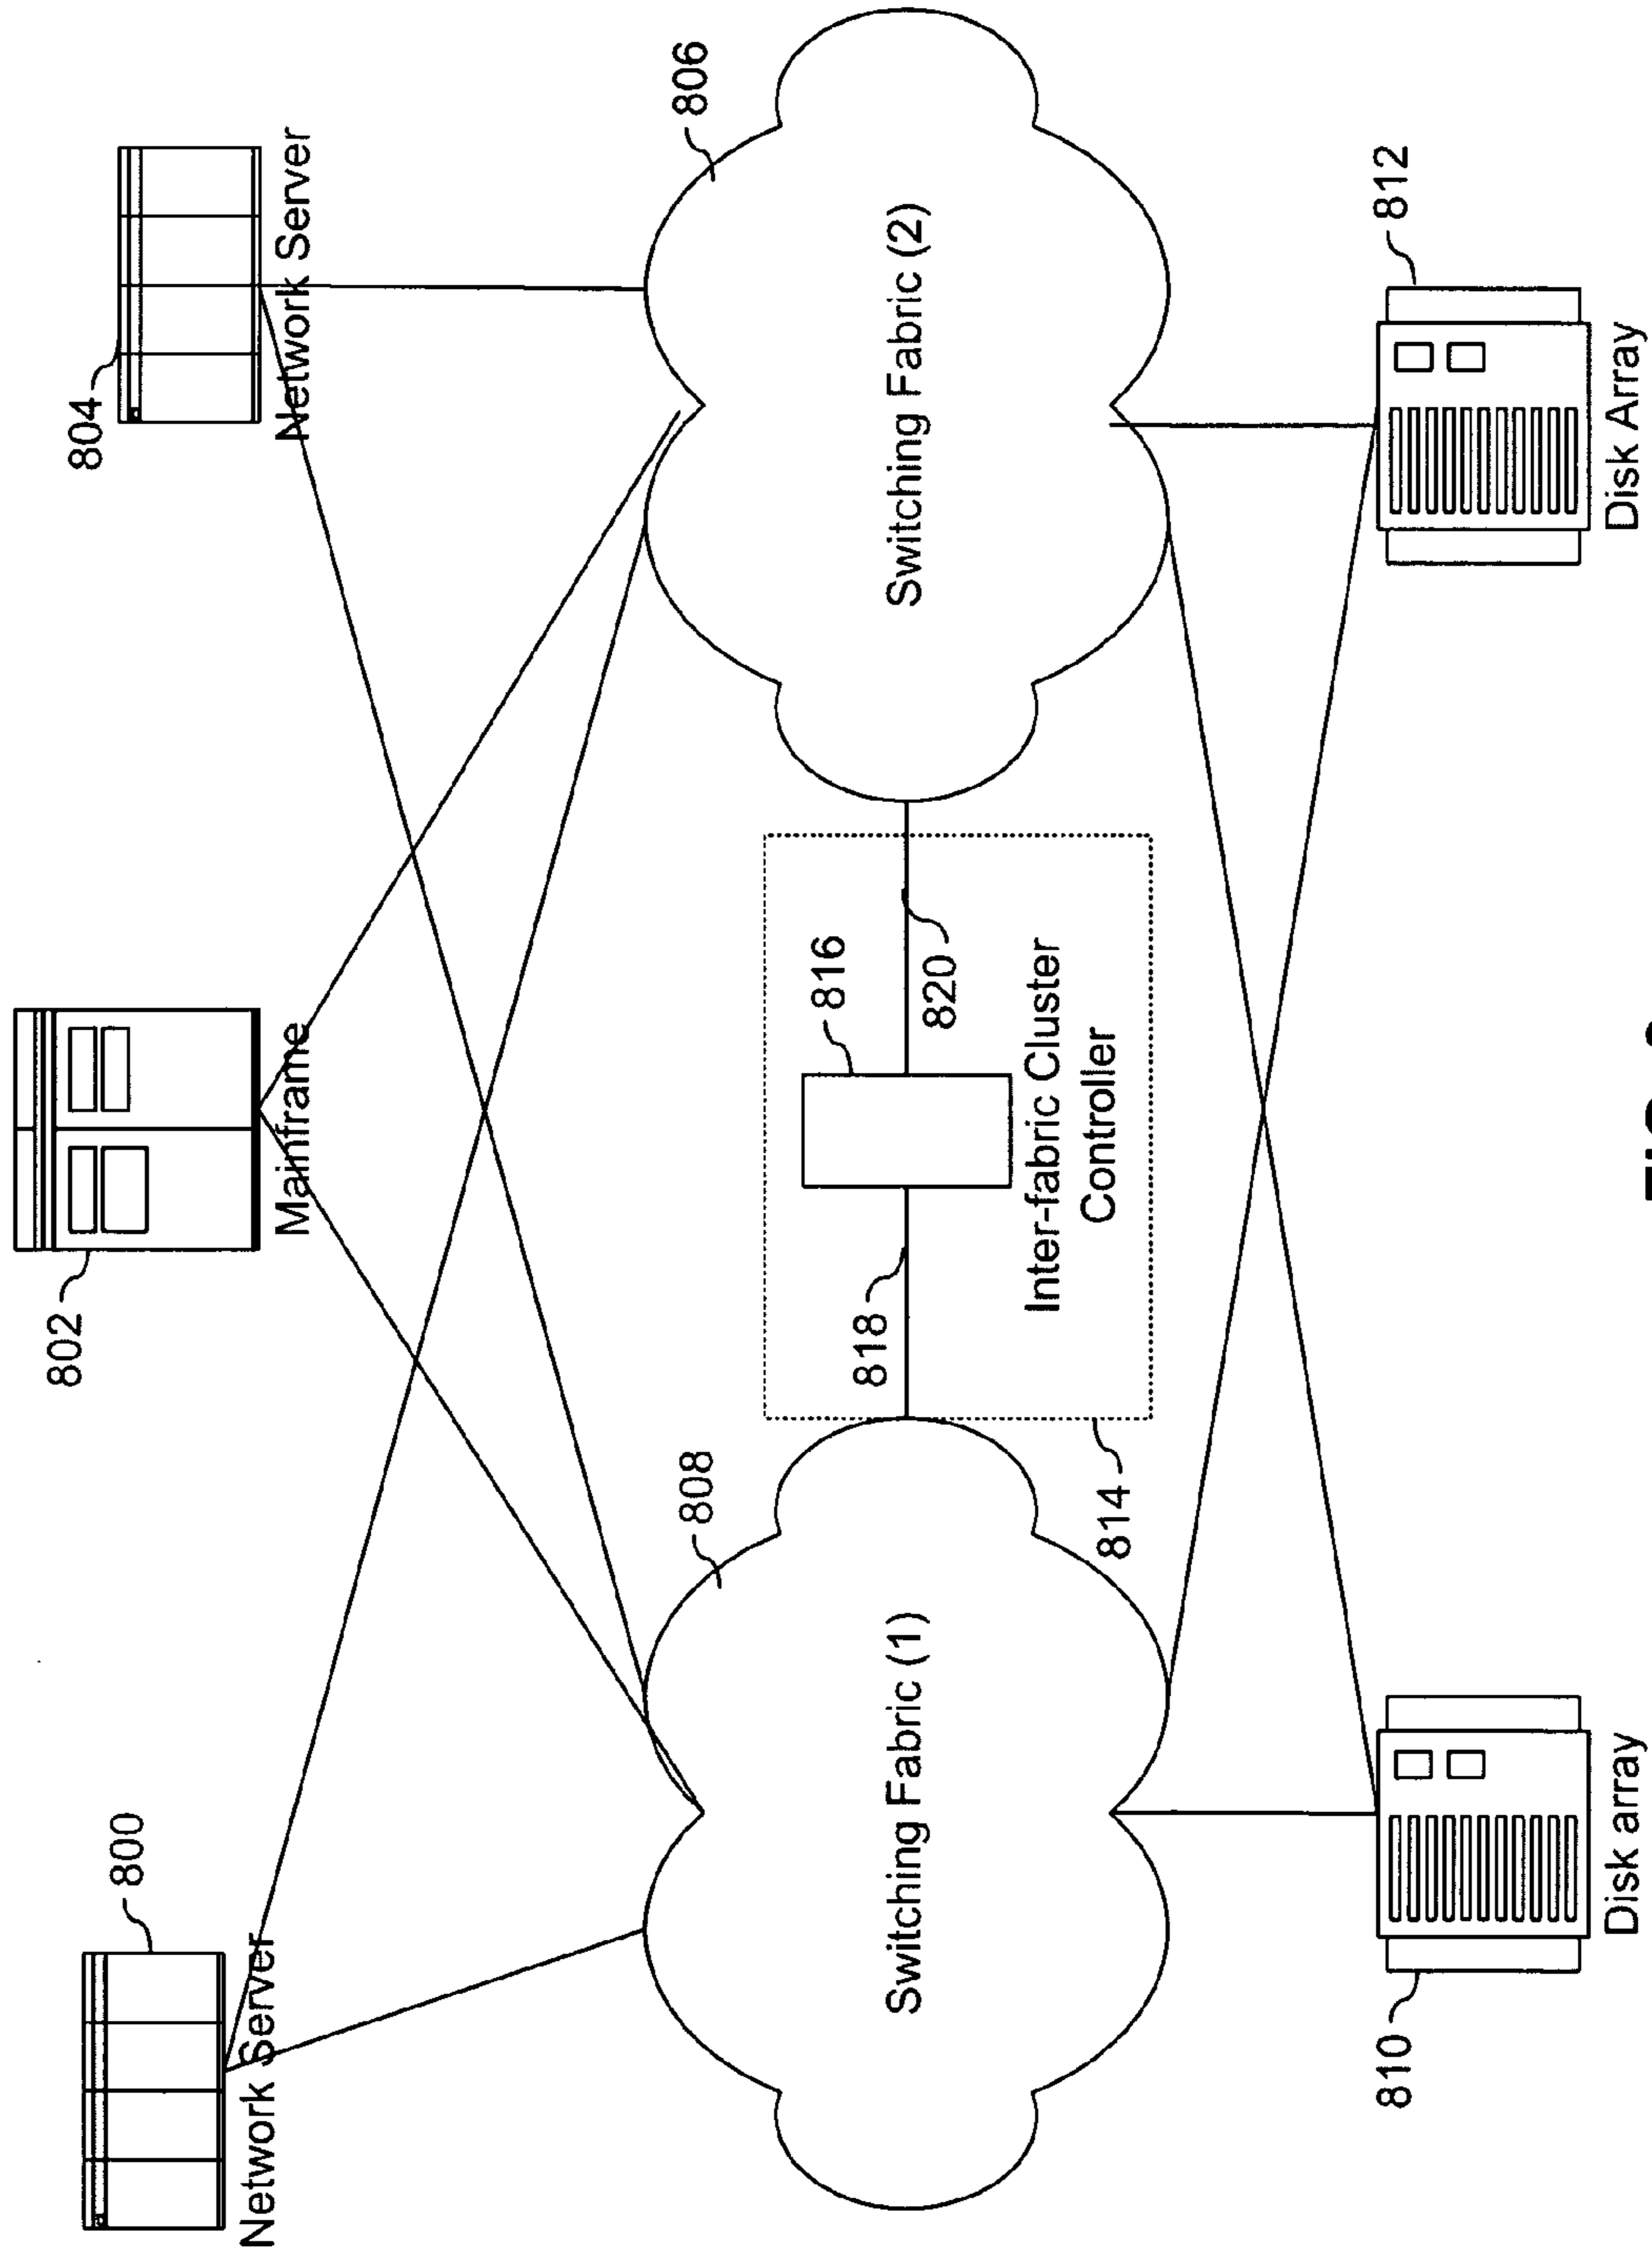 800
Network Server
802
Mainframe
804
Network Server
808
Switching Fabric (1)
806
Switching Fabric (2)
816
818
820
Inter-fabric Cluster
Controller
814
810
Disk array
812
Disk Array